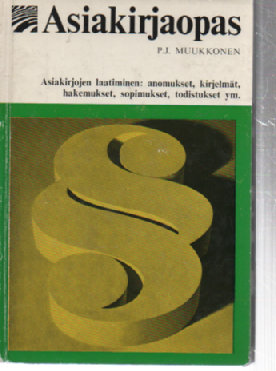 Asiakirjaopas
P.J. MUUKKONEN
Asiakirjojen laatiminen: anomukset, kirjelmät,
hakemukset, sopimukset, todistukset ym.
§